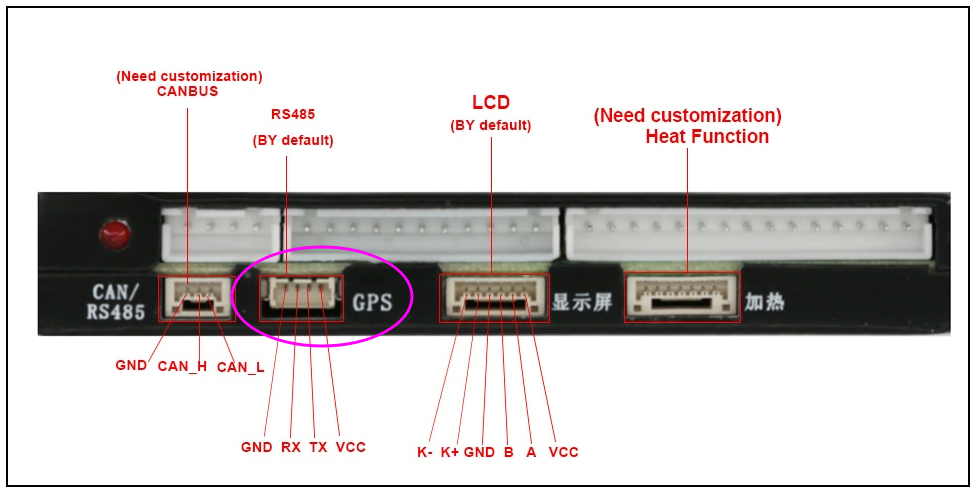 (Need customization)
CANBUS
RS485
(BY default)
LCD
(BY default)
(Need customization)
Heat Function
CAN/
RS485
GPS
显示屏
加热
GND CAN_H CAN_L
GND RX TX VCC
K- K+ GND B A VCC